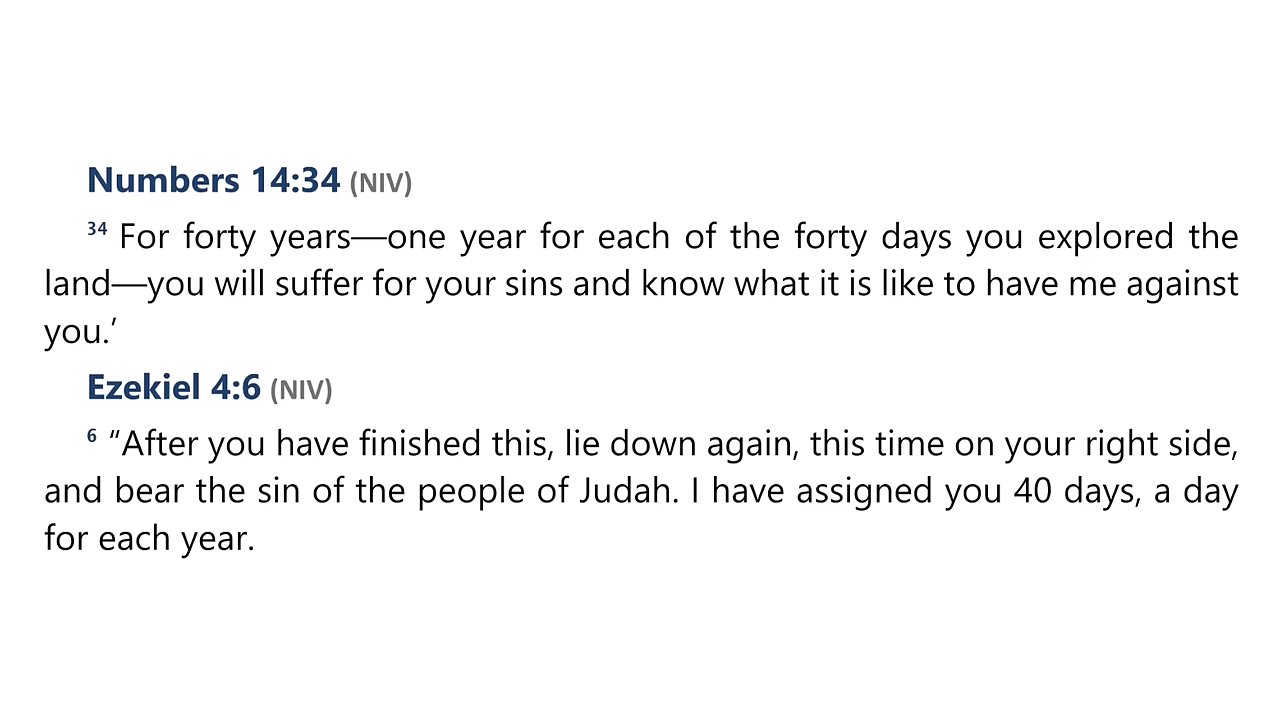 Numbers 14:34 (NIV)
34 For forty years—one year for each of the forty days you explored the
land—you will suffer for your sins and know what it is like to have me against
you.’
Ezekiel 4:6 (NIV)
6 “After you have finished this, lie down again, this time on your right side,
and bear the sin of the people of Judah. I have assigned you 40 days, a day
for each year.